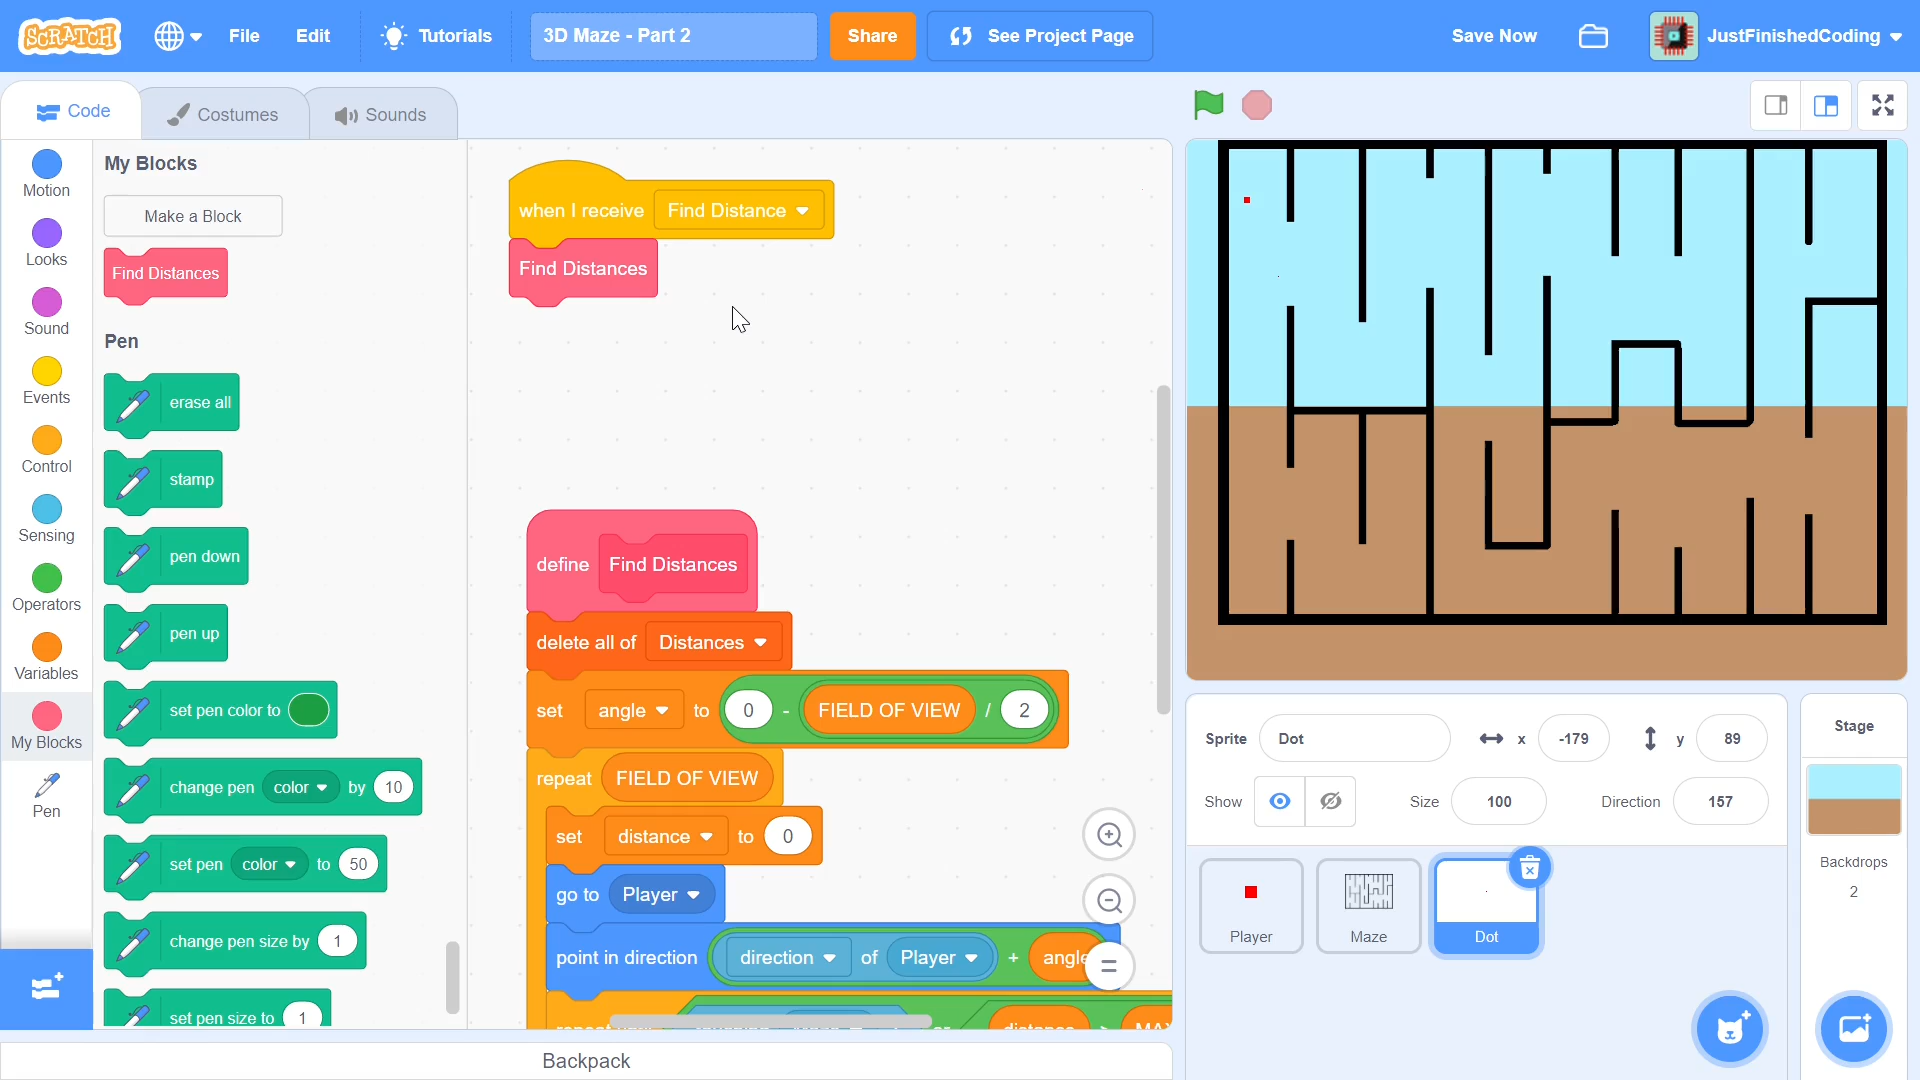 SCRATCH
File
Edit
Tutorials
3D Maze - Part 2
Share
See Project Page
Save Now
JustFinishedCoding
Code
Costumes
Sounds
Motion
Looks
Sound
Events
Control
Sensing
Operators
Variables
My Blocks
Pen
My Blocks
Make a Block
Find Distances
Pen
erase all
stamp
pen down
pen up
set pen color to
change pen color by 10
set pen color to 50
change pen size by 1
set pen size to 1
when I receive Find Distance
Find Distances
define Find Distances
delete all of Distances
set angle to 0 - FIELD OF VIEW / 2
repeat FIELD OF VIEW
set distance to 0
go to Player
point in direction direction of Player + angle
distance >
Backpack
Sprite Dot x -179 y 89
Show Size 100 Direction 157
Player
Maze
Dot
Stage
Backdrops
2